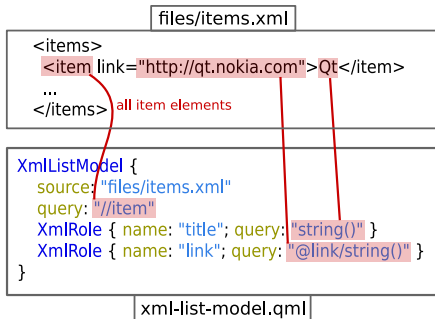 files/items.xml
<items>
<item link="http://qt.nokia.com">Qt</item>
...
</items>
all item elements
XmlListModel {
source: "files/items.xml"
query: "//item"
XmlRole { name: "title"; query: "string()" }
XmlRole { name: "link"; query: "@link/string()" }
}
xml-list-model.qml